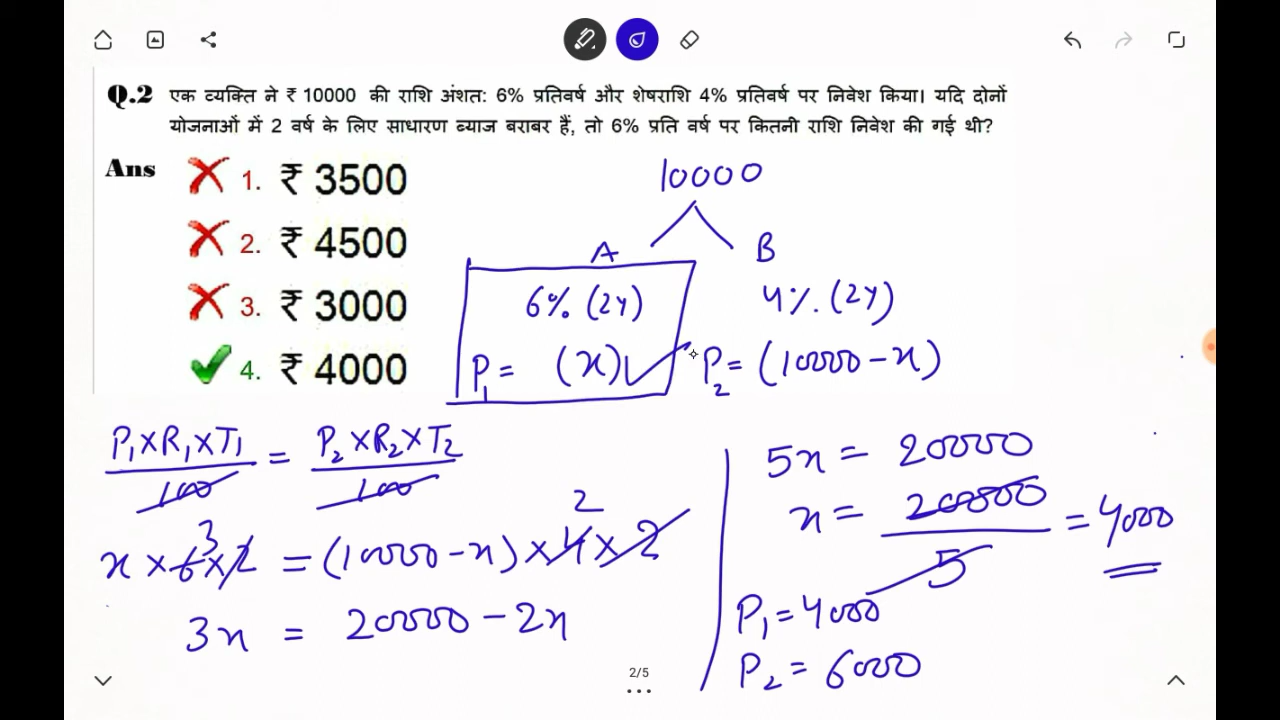 Q.2 एक व्यक्ति ने ₹ 10000 की राशि अंशत: 6% प्रतिवर्ष और शेषराशि 4% प्रतिवर्ष पर निवेश किया। यदि दोनों
योजनाओं में 2 वर्ष के लिए साधारण ब्याज बराबर हैं, तो 6% प्रति वर्ष पर कितनी राशि निवेश की गई थी?
Ans
1. ₹ 3500
2. ₹ 4500
3. ₹ 3000
4. ₹ 4000
10000
A B
6% (2y) 4%. (2y)
P₁ = (x) P₂ = (10000 - x)
P₁×R₁×T₁/100 = P₂×R₂×T₂/100
3 2
x × 6 × 2 = (10000 - x) × 4 × 2
3x = 20000 - 2x
5x = 20000
x = 20000/5 = 4000
P₁ = 4000
P₂ = 6000
2/5